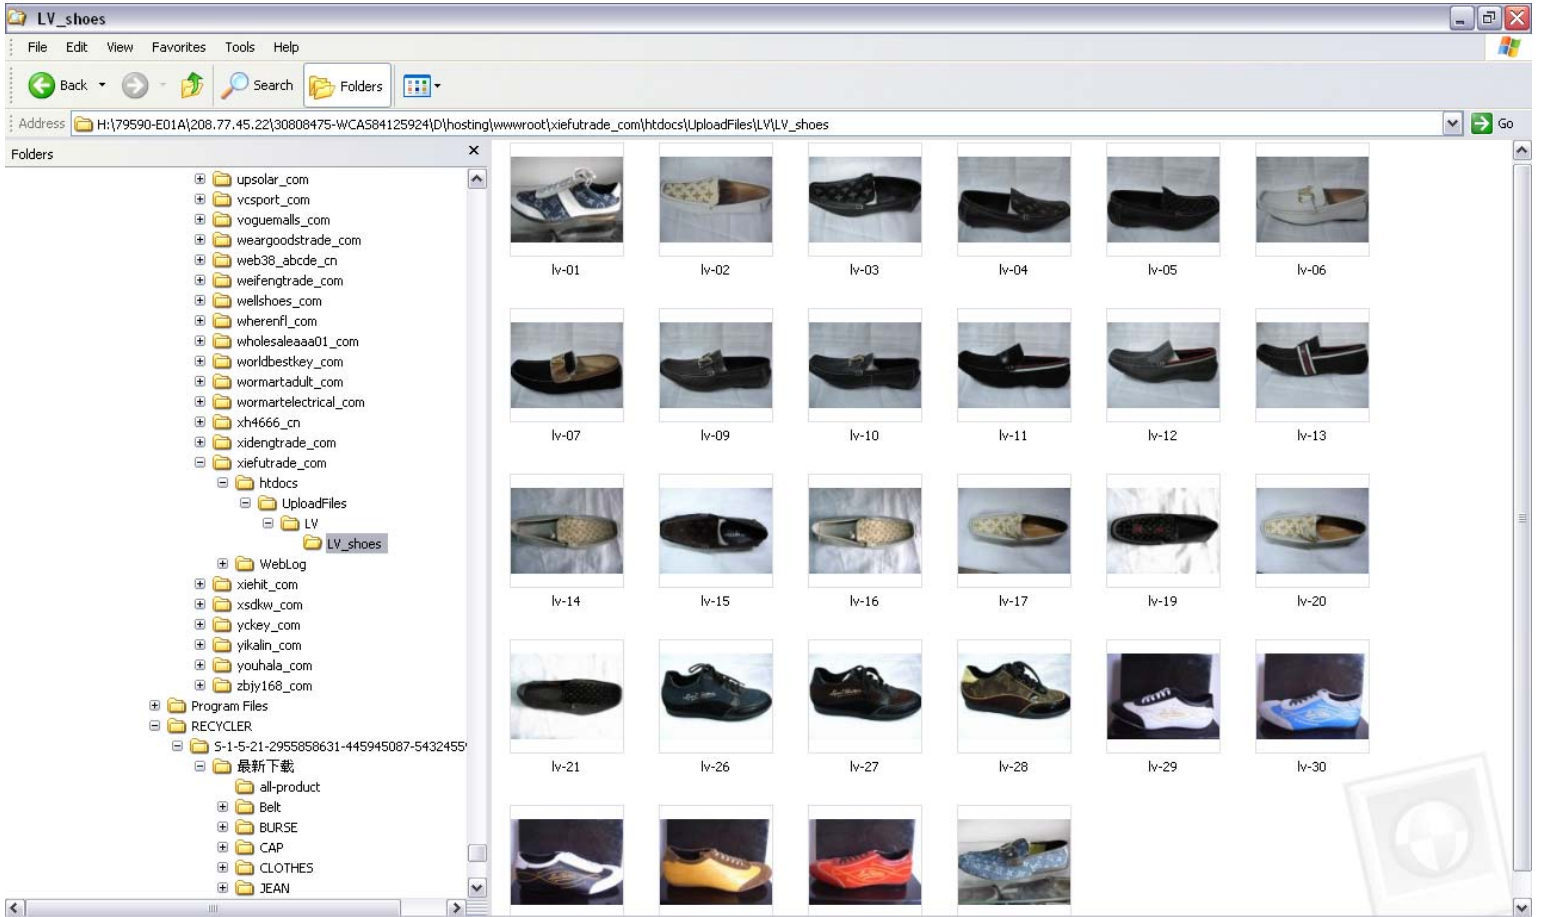 LV_shoes
File Edit View Favorites Tools Help
Back Search Folders
Address H:\79590-E01A\208.77.45.22\30808475-WCAS84125924\D\hosting\wwwroot\xiefutrade_com\htdocs\UploadFiles\LV\LV_shoes Go
Folders
upsolar_com
vcsport_com
voguemalls_com
weargoodstrade_com
web38_abcde_cn
weifengtrade_com
wellshoes_com
wherenfl_com
wholesaleaaa01_com
worldbestkey_com
wormartadult_com
wormartelectrical_com
xh4666_cn
xidengtrade_com
xiefutrade_com
htdocs
UploadFiles
LV
LV_shoes
WebLog
xiehit_com
xsdkw_com
yckey_com
yikalin_com
youhala_com
zbjy168_com
Program Files
RECYCLER
S-1-5-21-2955858631-445945087-5432455
最新下载
all-product
Belt
BURSE
CAP
CLOTHES
JEAN
lv-01 lv-02 lv-03 lv-04 lv-05 lv-06
lv-07 lv-09 lv-10 lv-11 lv-12 lv-13
lv-14 lv-15 lv-16 lv-17 lv-19 lv-20
lv-21 lv-26 lv-27 lv-28 lv-29 lv-30